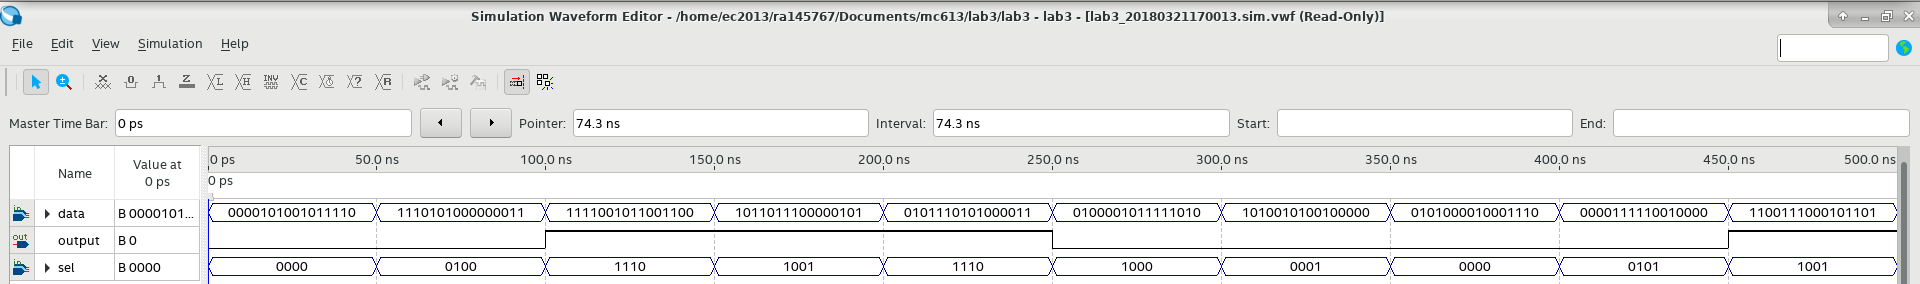 Simulation Waveform Editor - /home/ec2013/ra145767/Documents/mc613/lab3/lab3 - lab3 - [lab3_20180321170013.sim.vwf (Read-Only)]
File Edit View Simulation Help
Master Time Bar: 0 ps Pointer: 74.3 ns Interval: 74.3 ns Start: End:
Name Value at 0 ps 0 ps 50.0 ns 100.0 ns 150.0 ns 200.0 ns 250.0 ns 300.0 ns 350.0 ns 400.0 ns 450.0 ns 500.0 ns
0 ps
data B 0000101... 0000101001011110 1110101000000011 1111001011001100 1011011100000101 0101110101000011 0100001011111010 1010010100100000 0101000010001110 0000111110010000 1100111000101101
out output B 0
sel B 0000 0000 0100 1110 1001 1110 1000 0001 0000 0101 1001